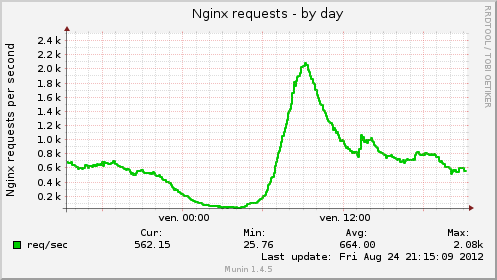 Nginx requests - by day
RRDTOOL / TOBI OETIKER
Nginx requests per second
2.4 k
2.2 k
2.0 k
1.8 k
1.6 k
1.4 k
1.2 k
1.0 k
0.8 k
0.6 k
0.4 k
0.2 k
ven. 00:00 ven. 12:00
Cur: Min: Avg: Max:
req/sec 562.15 25.76 664.00 2.08k
Last update: Fri Aug 24 21:15:09 2012
Munin 1.4.5